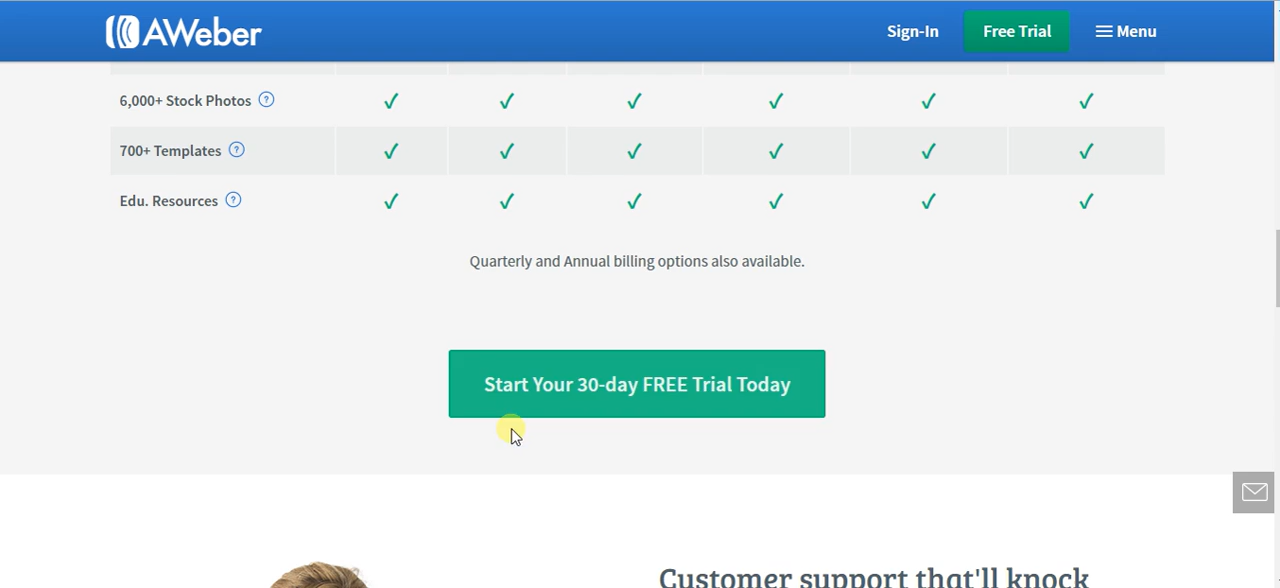 AWeber
Sign-In
Free Trial
Menu
6,000+ Stock Photos ?
700+ Templates ?
Edu. Resources ?
Quarterly and Annual billing options also available.
Start Your 30-day FREE Trial Today
Customer support that'll knock